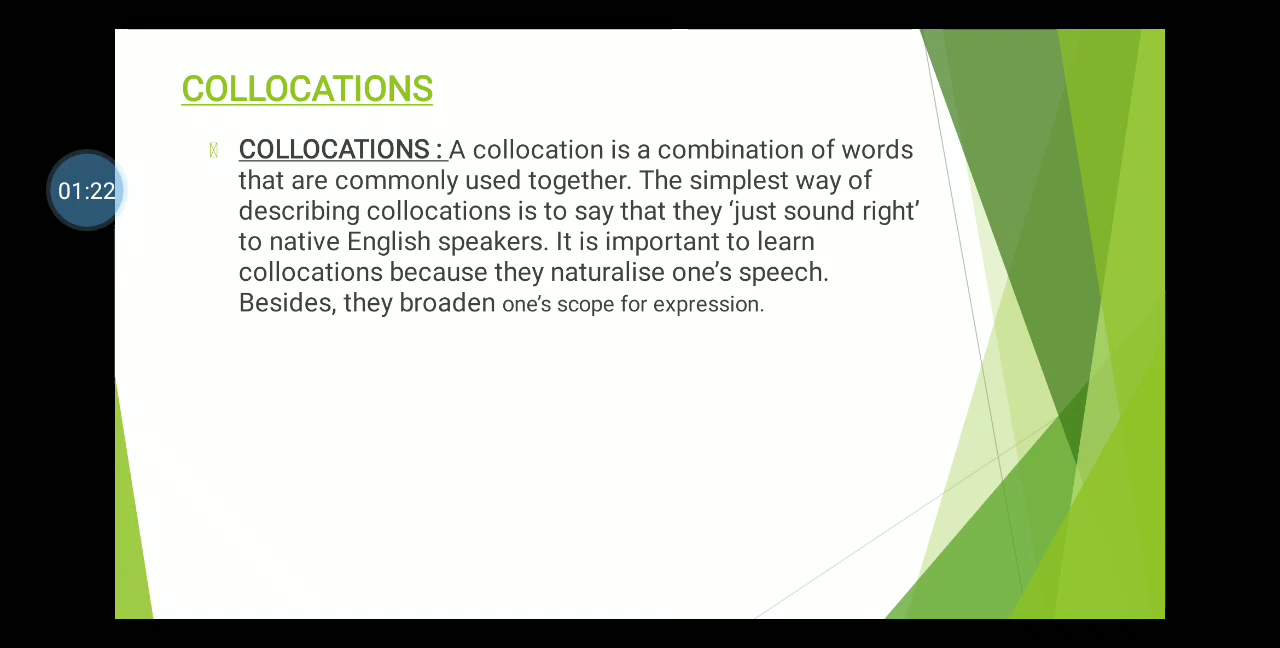 COLLOCATIONS
COLLOCATIONS : A collocation is a combination of words
that are commonly used together. The simplest way of
describing collocations is to say that they ‘just sound right’
to native English speakers. It is important to learn
collocations because they naturalise one’s speech.
Besides, they broaden one’s scope for expression.
01:22